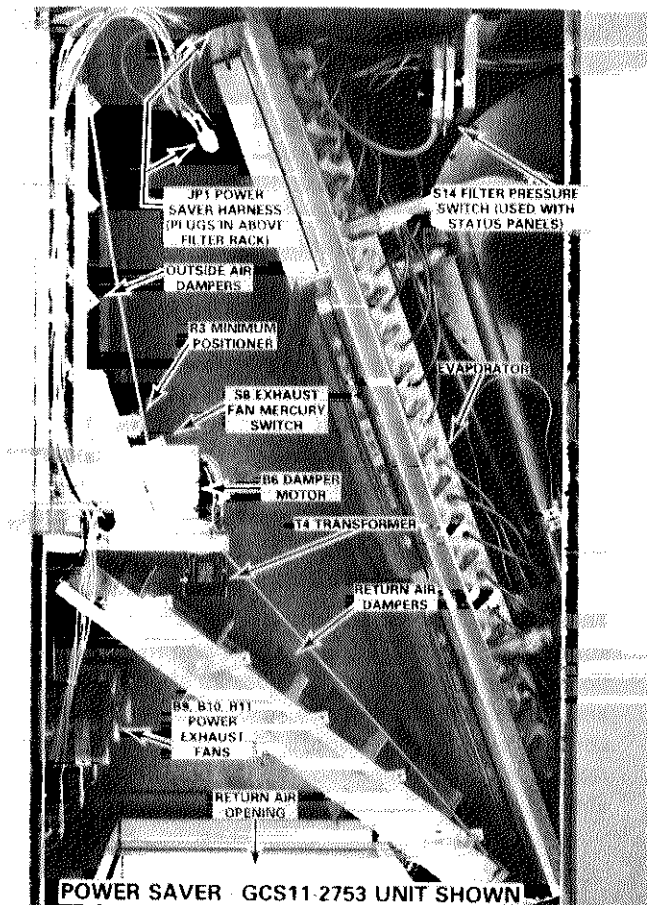 JP1 POWER
SAVER HARNESS
(PLUGS IN ABOVE
FILTER RACK)
S14 FILTER PRESSURE
SWITCH (USED WITH
STATUS PANELS)
OUTSIDE AIR
DAMPERS
R3 MINIMUM
POSITIONER
S8 EXHAUST
FAN MERCURY
SWITCH
EVAPORATOR
B6 DAMPER
MOTOR
T4 TRANSFORMER
RETURN AIR
DAMPERS
B9, B10, B11
POWER
EXHAUST
FANS
RETURN AIR
OPENING
POWER SAVER GCS11-2753 UNIT SHOWN